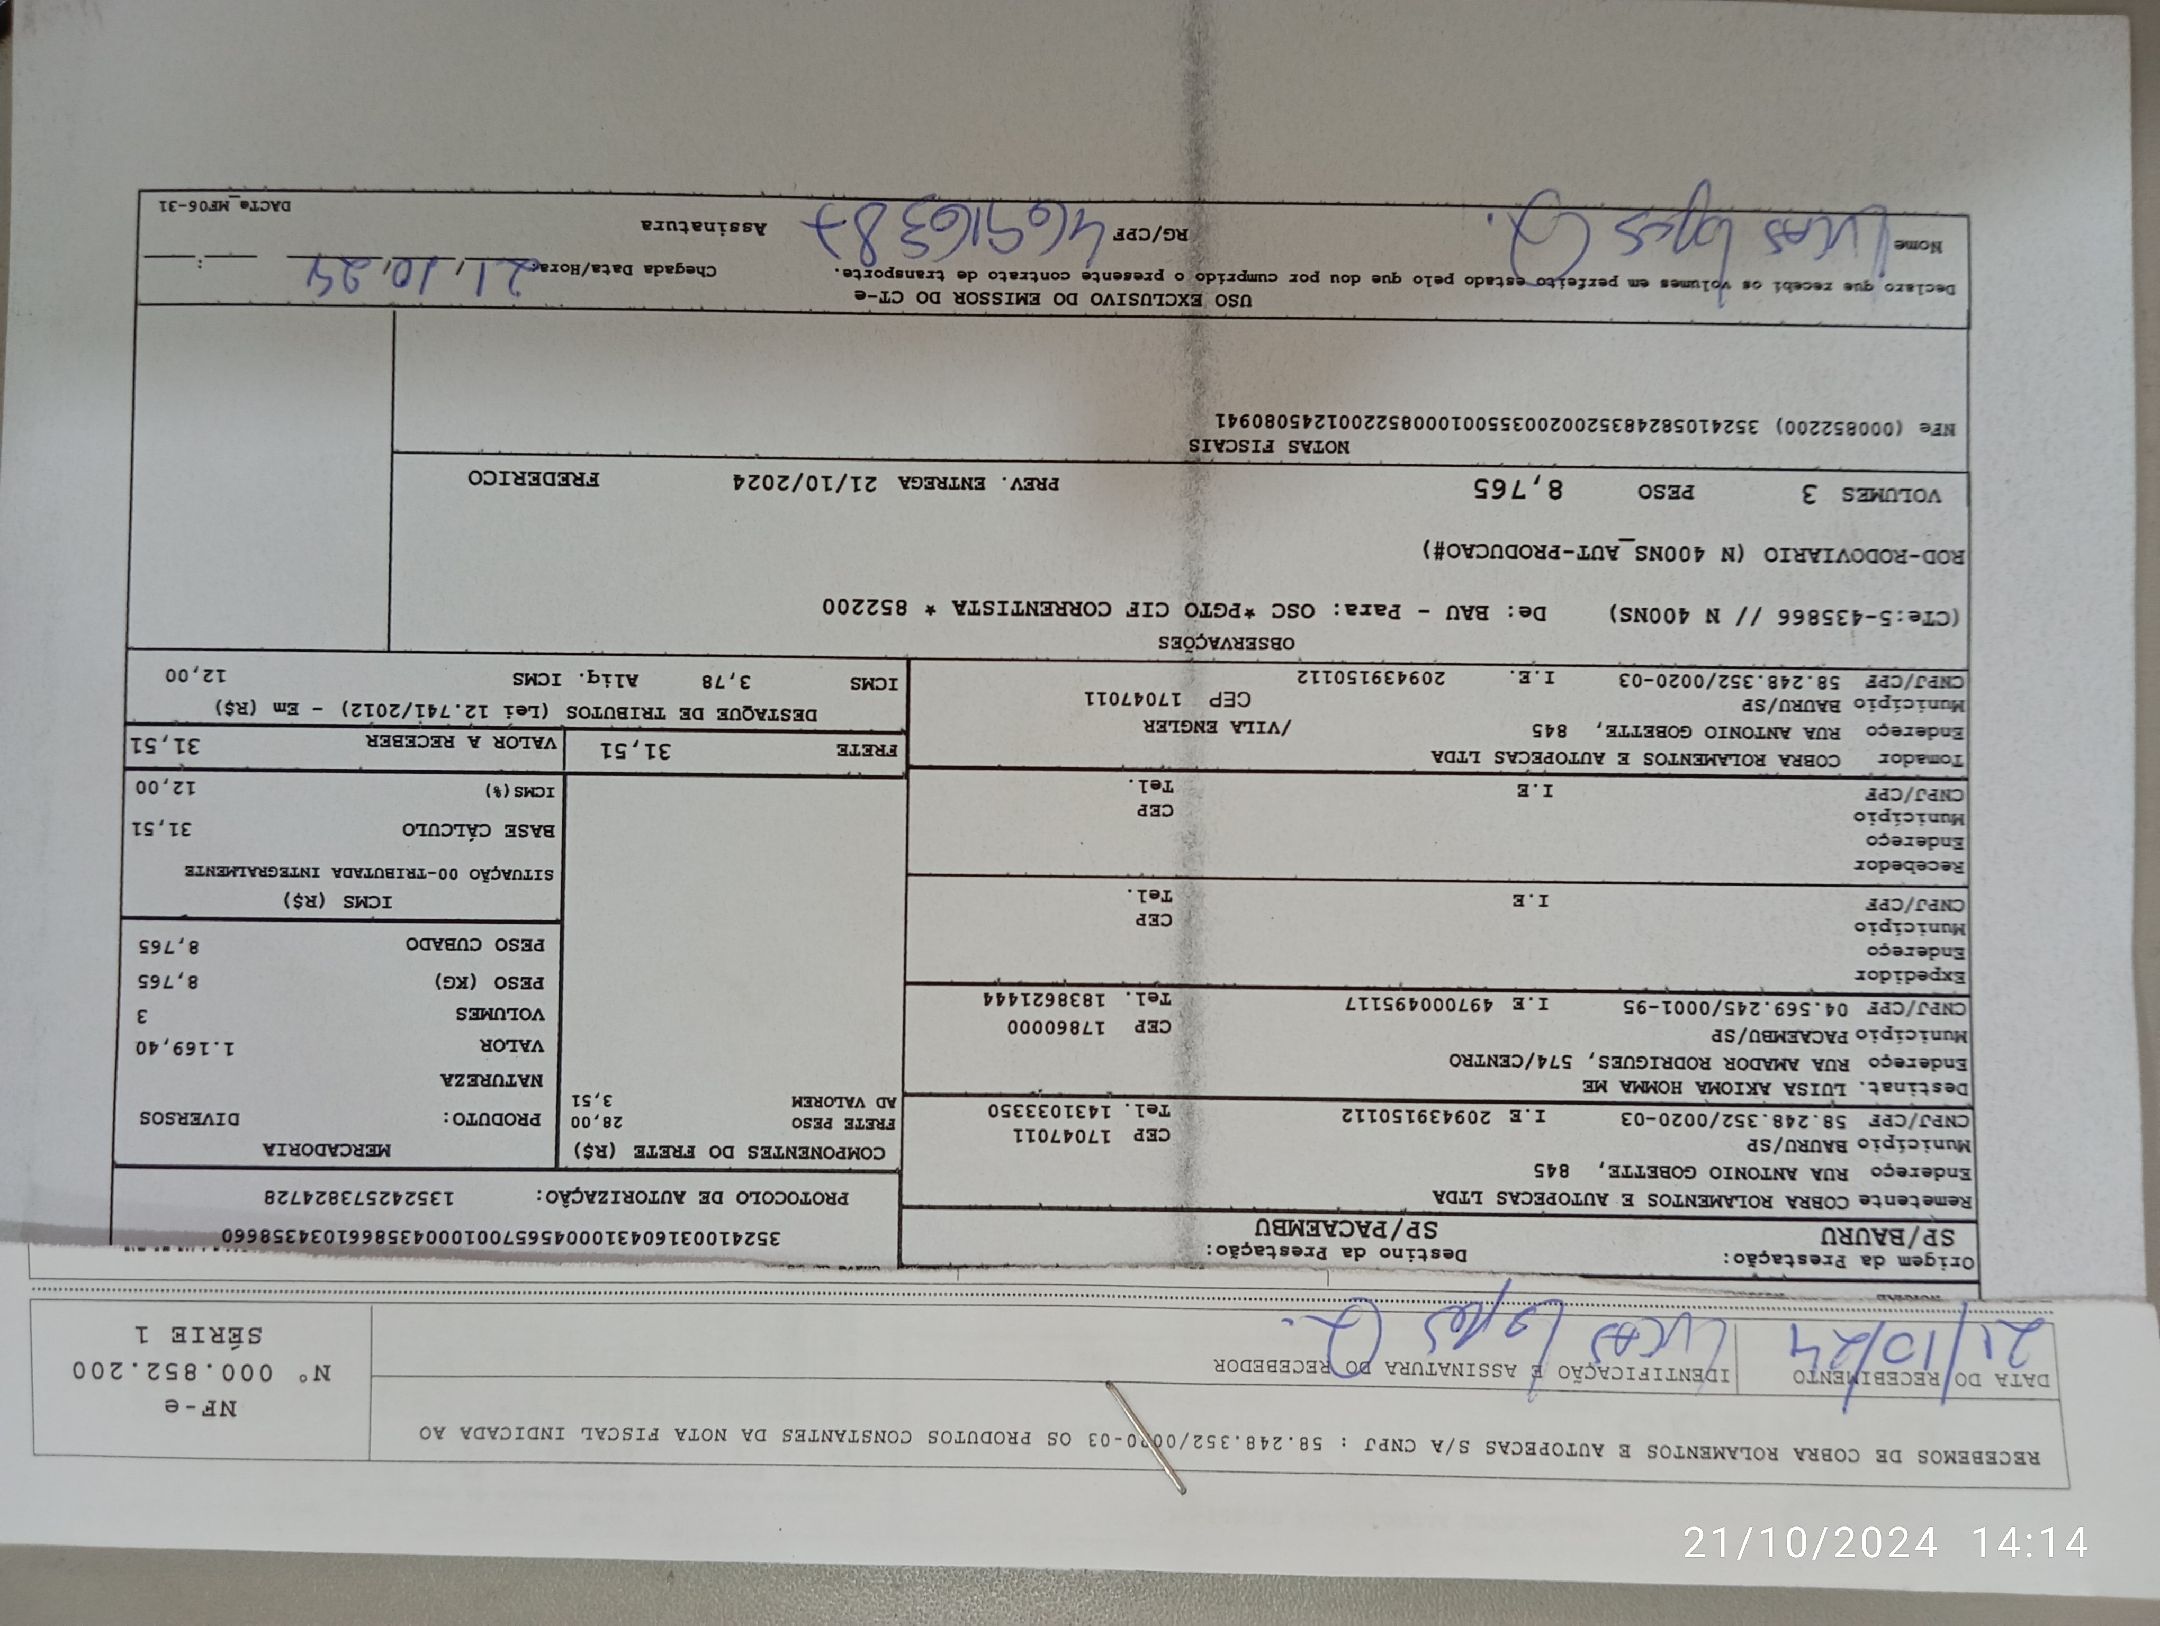 RECEBEMOS DE COBRA ROLAMENTOS E AUTOPECAS S/A CNPJ : 58.248.352/0020-03 OS PRODUTOS CONSTANTES DA NOTA FISCAL INDICADA AO
NF-e
Nº 000.852.200
SÉRIE 1
DATA DO RECEBIMENTO
21/10/24
IDENTIFICAÇÃO E ASSINATURA DO RECEBEDOR
Lucas Lopes Q.
Origem da Prestação:
SP/BAURU
Destino da Prestação:
SP/PACAEMBU
35241003160431000456570010004358661034358660
PROTOCOLO DE AUTORIZAÇÃO: 135242573824728
Remetente COBRA ROLAMENTOS E AUTOPECAS LTDA
Endereço RUA ANTONIO GOBETTE, 845
Município BAURU/SP CEP 17047011
CNPJ/CPF 58.248.352/0020-03 I.E 209439150112 Tel. 1431033350
Destinat. LUISA AKIOMA HOMMA ME
Endereço RUA AMADOR RODRIGUES, 574/CENTRO
Município PACAEMBU/SP CEP 17860000
CNPJ/CPF 04.569.245/0001-95 I.E 497000495117 Tel. 1838621444
Expedidor
Endereço
Município CEP
CNPJ/CPF I.E Tel.
Recebedor
Endereço
Município CEP
CNPJ/CPF I.E Tel.
Tomador COBRA ROLAMENTOS E AUTOPECAS LTDA
Endereço RUA ANTONIO GOBETTE, 845 /VILA ENGLER
Município BAURU/SP CEP 17047011
CNPJ/CPF 58.248.352/0020-03 I.E. 209439150112
COMPONENTES DO FRETE (R$)
FRETE PESO 28,00
AD VALOREM 3,51
FRETE 31,51
MERCADORIA
PRODUTO: DIVERSOS
NATUREZA
VALOR 1.169,40
VOLUMES 3
PESO (KG) 8,765
PESO CUBADO 8,765
ICMS (R$)
SITUAÇÃO 00-TRIBUTADA INTEGRALMENTE
BASE CÁLCULO 31,51
ICMS(%) 12,00
VALOR A RECEBER 31,51
DESTAQUE DE TRIBUTOS (Lei 12.741/2012) - Em (R$)
ICMS 3,78 Aliq. ICMS 12,00
OBSERVAÇÕES
(CTe:5-435866 // N 400NS) De: BAU - Para: OSC *PGTO CIF CORRENTISTA * 852200
ROD-RODOVIARIO (N 400NS_AUT-PRODUCAO#)
VOLUMES 3 PESO 8,765 PREV. ENTREGA 21/10/2024 FREDERICO
NOTAS FISCAIS
NFe (000852200) 35241058248352002003550010008522001245080941
USO EXCLUSIVO DO EMISSOR DO CT-e
Declaro que recebi os volumes em perfeito estado pelo que dou por cumprido o presente contrato de transporte.
Chegada Data/Hora: 21,10,24 :
Nome Lucas Lopes Q. RG/CPF 46916387 Assinatura
DACTe_MF06-31
21/10/2024 14:14